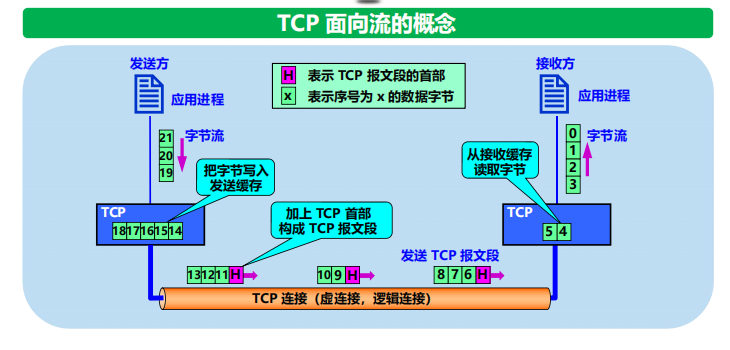 TCP 面向流的概念
发送方
接收方
H 表示 TCP 报文段的首部
x 表示序号为 x 的数据字节
应用进程
应用进程
21
20
19
字节流
0
1
2
3
字节流
把字节写入
发送缓存
从接收缓存
读取字节
TCP
18 17 16 15 14
加上 TCP 首部
构成 TCP 报文段
TCP
5 4
发送 TCP 报文段
13 12 11 H
10 9 H
8 7 6 H
TCP 连接（虚连接，逻辑连接）